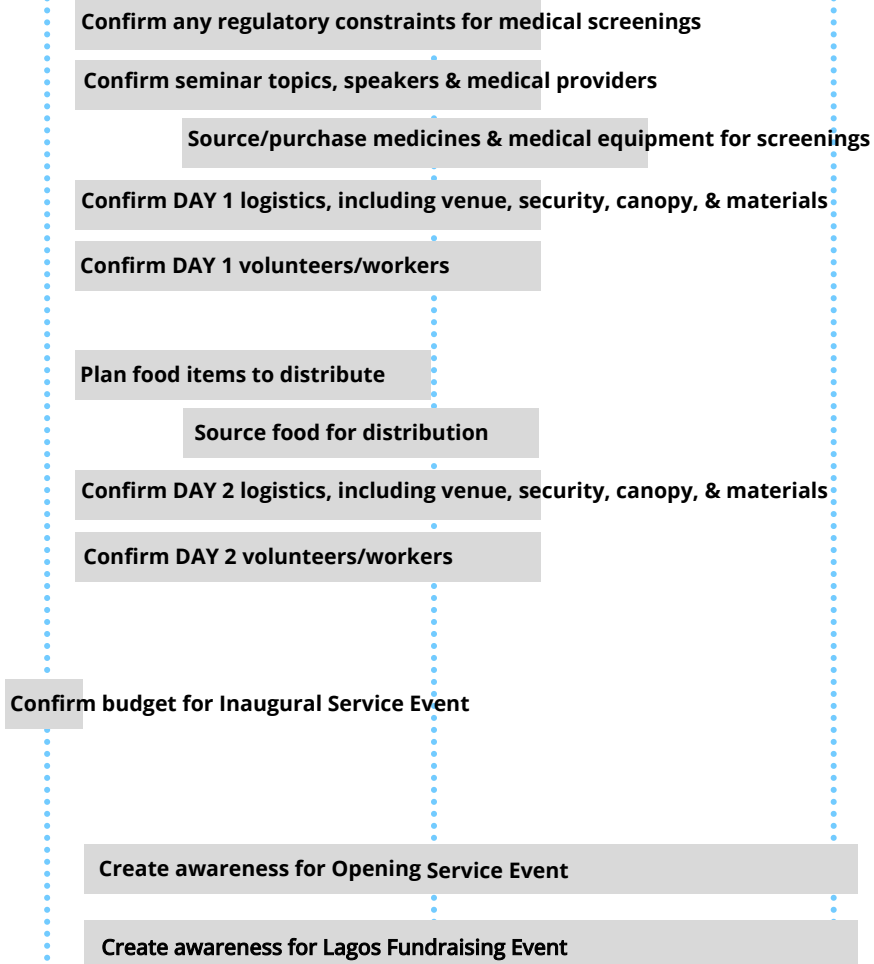 Confirm any regulatory constraints for medical screenings
Confirm seminar topics, speakers & medical providers
Source/purchase medicines & medical equipment for screenings
Confirm DAY 1 logistics, including venue, security, canopy, & materials
Confirm DAY 1 volunteers/workers
Plan food items to distribute
Source food for distribution
Confirm DAY 2 logistics, including venue, security, canopy, & materials
Confirm DAY 2 volunteers/workers
Confirm budget for Inaugural Service Event
Create awareness for Opening Service Event
Create awareness for Lagos Fundraising Event